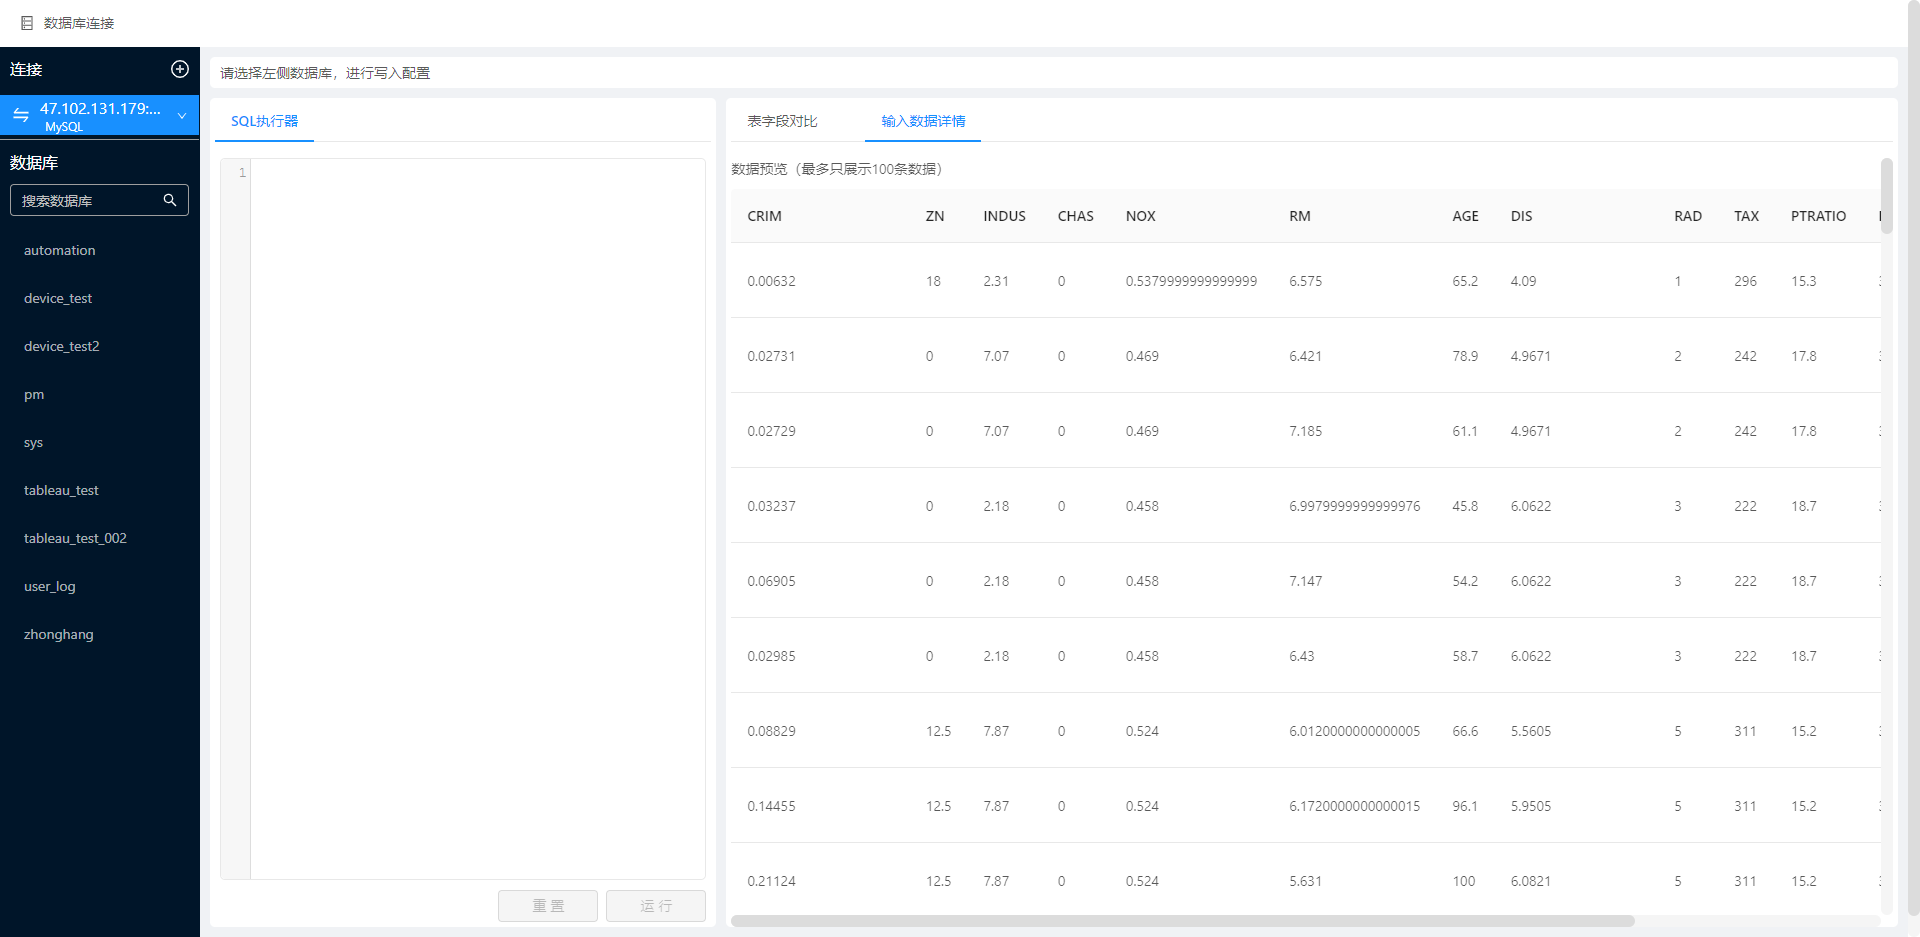 数据库连接
连接
47.102.131.179:...
MySQL
数据库
搜索数据库
automation
device_test
device_test2
pm
sys
tableau_test
tableau_test_002
user_log
zhonghang
请选择左侧数据库，进行写入配置
SQL执行器
1
重 置 运 行
表字段对比 输入数据详情
数据预览（最多只展示100条数据）
CRIM ZN INDUS CHAS NOX RM AGE DIS RAD TAX PTRATIO
0.00632 18 2.31 0 0.5379999999999999 6.575 65.2 4.09 1 296 15.3
0.02731 0 7.07 0 0.469 6.421 78.9 4.9671 2 242 17.8
0.02729 0 7.07 0 0.469 7.185 61.1 4.9671 2 242 17.8
0.03237 0 2.18 0 0.458 6.9979999999999976 45.8 6.0622 3 222 18.7
0.06905 0 2.18 0 0.458 7.147 54.2 6.0622 3 222 18.7
0.02985 0 2.18 0 0.458 6.43 58.7 6.0622 3 222 18.7
0.08829 12.5 7.87 0 0.524 6.0120000000000005 66.6 5.5605 5 311 15.2
0.14455 12.5 7.87 0 0.524 6.1720000000000015 96.1 5.9505 5 311 15.2
0.21124 12.5 7.87 0 0.524 5.631 100 6.0821 5 311 15.2